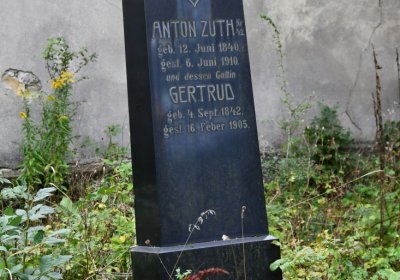 ANTON ZUTH
geb. 12. Juni 1840,
gest. 6. Juni 1910.
und dessen Gattin
GERTRUD
geb. 4. Sept. 1842,
gest. 16. Feber 1905.